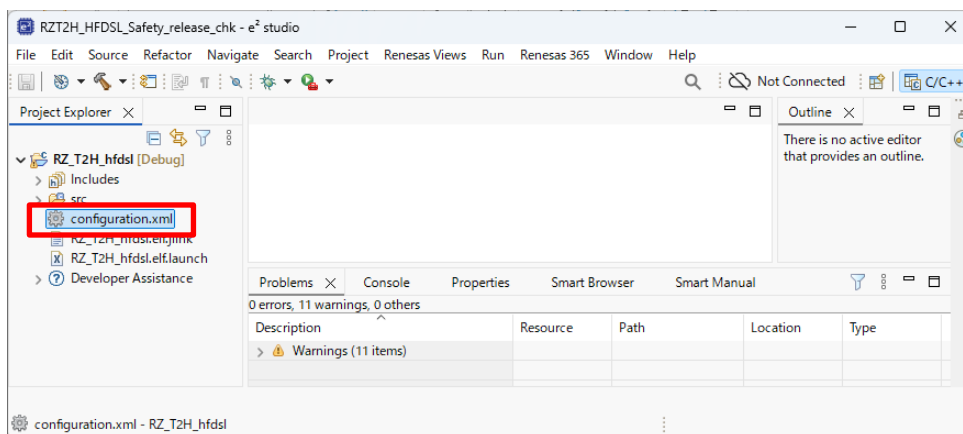 RZT2H_HFDSL_Safety_release_chk - e² studio
File Edit Source Refactor Navigate Search Project Renesas Views Run Renesas 365 Window Help
Not Connected C/C++
Project Explorer
Outline
There is no active editor
that provides an outline.
RZ_T2H_hfdsl [Debug]
Includes
src
configuration.xml
RZ_T2H_hfdsl.elf.jlink
RZ_T2H_hfdsl.elf.launch
Developer Assistance
Problems Console Properties Smart Browser Smart Manual
0 errors, 11 warnings, 0 others
Description Resource Path Location Type
Warnings (11 items)
configuration.xml - RZ_T2H_hfdsl